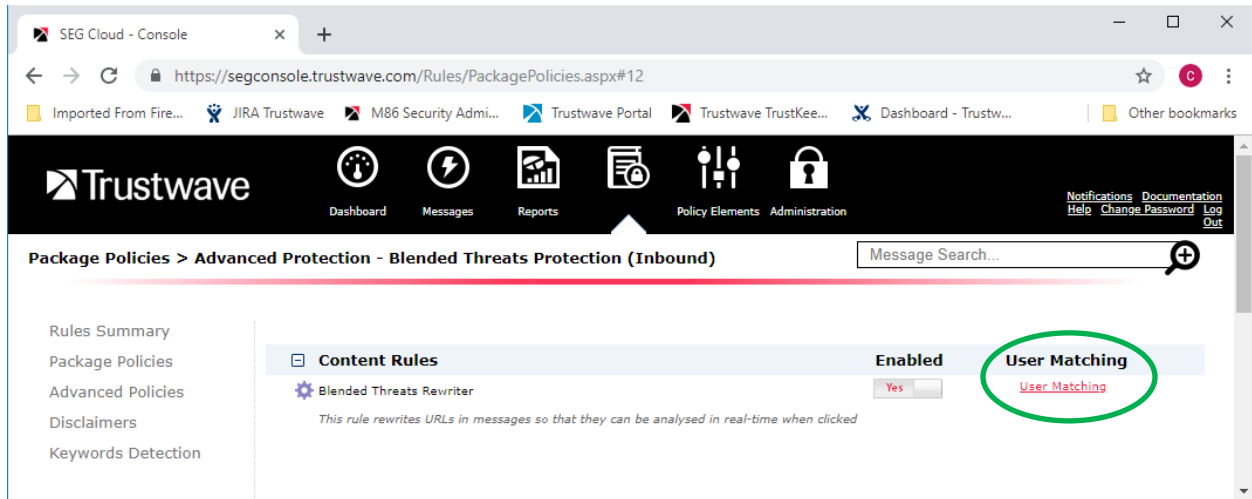 SEG Cloud - Console
https://segconsole.trustwave.com/Rules/PackagePolicies.aspx#12
C
Imported From Fire... JIRA Trustwave M86 Security Admi... Trustwave Portal Trustwave TrustKee... Dashboard - Trustw... Other bookmarks
Trustwave
Dashboard Messages Reports Policy Elements Administration
Notifications Documentation
Help Change Password Log
Out
Package Policies > Advanced Protection - Blended Threats Protection (Inbound)
Message Search...
Rules Summary
Package Policies
Advanced Policies
Disclaimers
Keywords Detection
Content Rules Enabled User Matching
Blended Threats Rewriter Yes User Matching
This rule rewrites URLs in messages so that they can be analysed in real-time when clicked